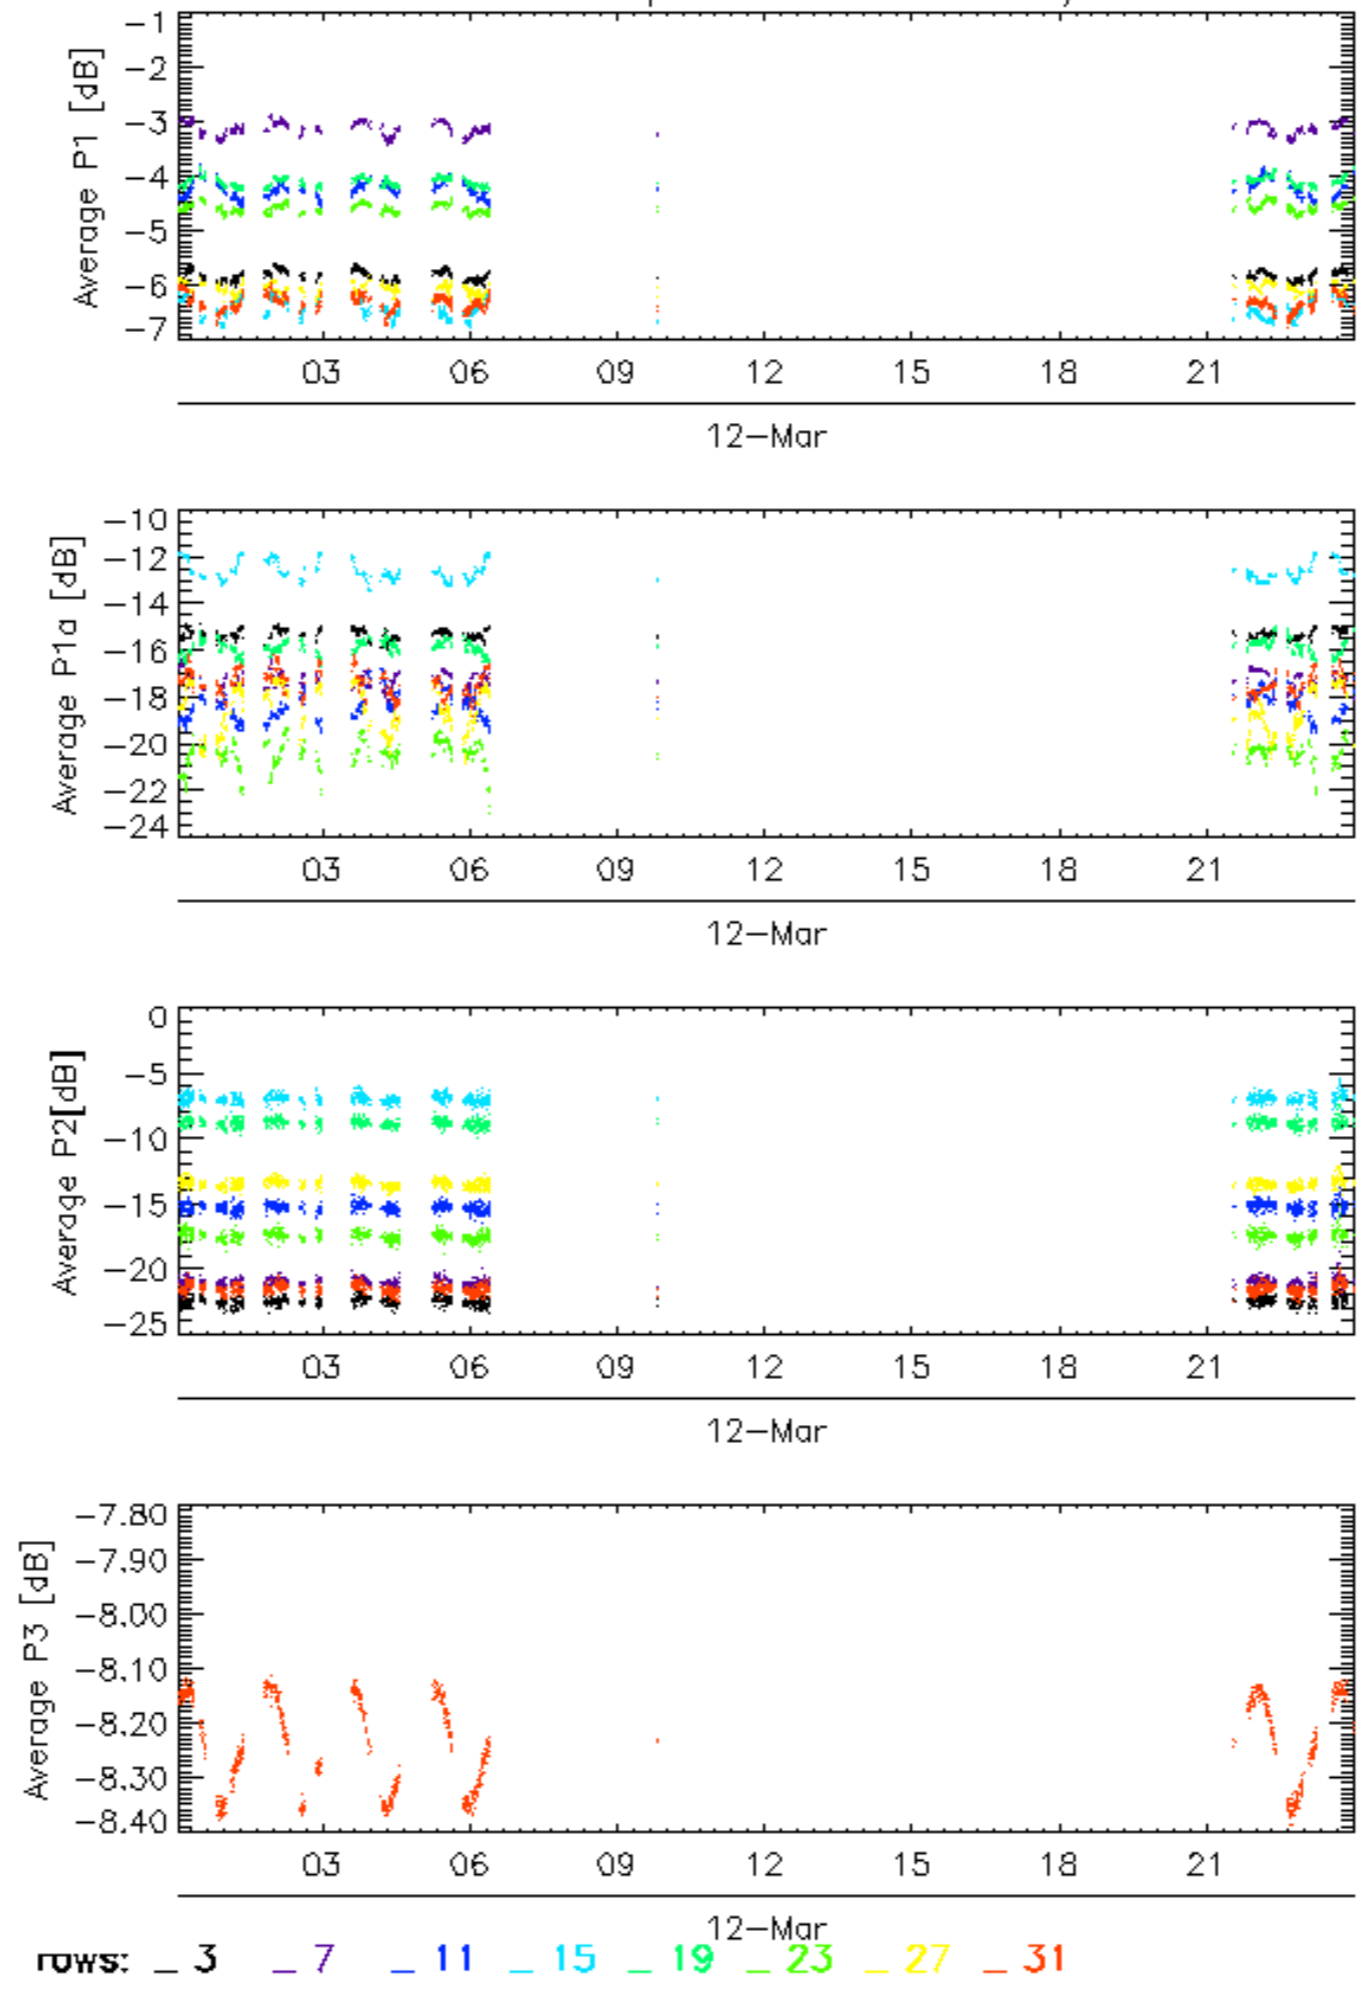 Average P1 [dB]
-1
-2
-3
-4
-5
-6
-7
03 06 09 12 15 18 21
12-Mar
Average P1a [dB]
-10
-12
-14
-16
-18
-20
-22
-24
03 06 09 12 15 18 21
12-Mar
Average P2[dB]
0
-5
-10
-15
-20
-25
03 06 09 12 15 18 21
12-Mar
Average P3 [dB]
-7.80
-7.90
-8.00
-8.10
-8.20
-8.30
-8.40
03 06 09 12 15 18 21
12-Mar
rows: _ 3 _ 7 _ 11 _ 15 _ 19 _ 23 _ 27 _ 31